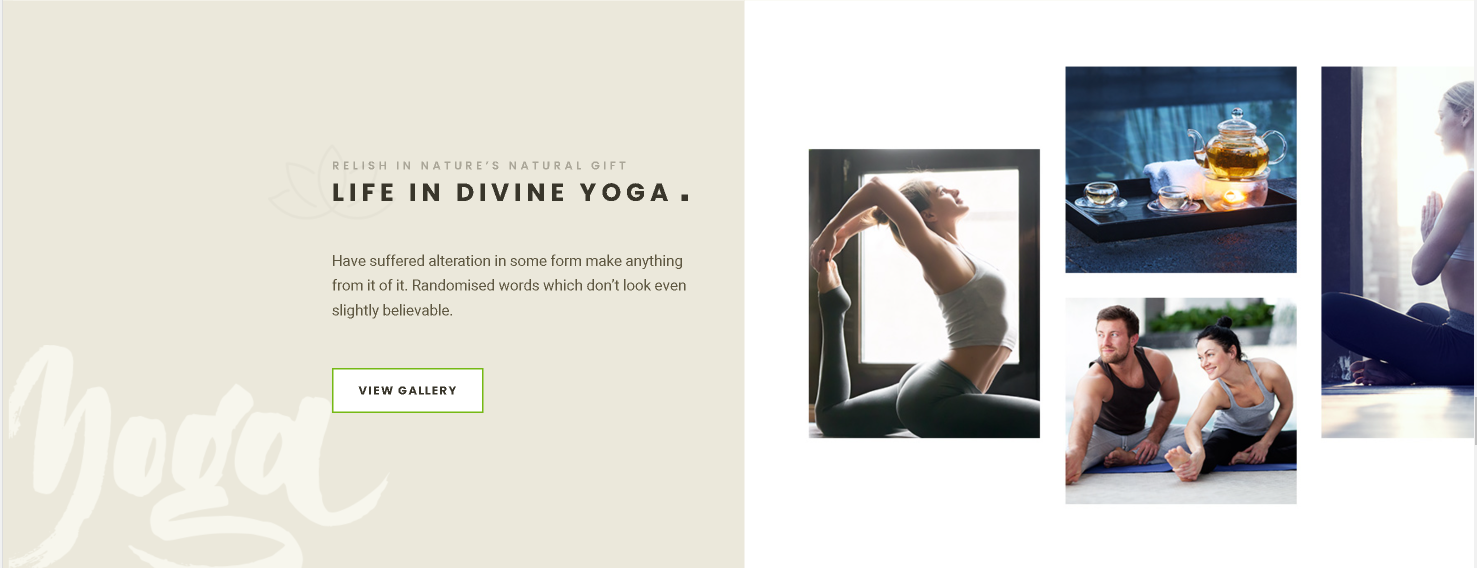 RELISH IN NATURE’S NATURAL GIFT
LIFE IN DIVINE YOGA .
Have suffered alteration in some form make anything
from it of it. Randomised words which don’t look even
slightly believable.
VIEW GALLERY
Yoga